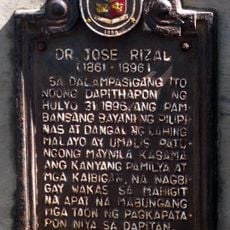 DR. JOSE RIZAL
(1861 - 1896)
SA DALAMPASIGANG ITO
NOONG DAPITHAPON NG
HULYO 31 1896, ANG PAM-
BANSANG BAYANI NG PILIPI-
NAS AT DANGAL NG LAHING
MALAYO AY UMALIS PATU-
NGONG MAYNILA KASAMA
ANG KANYANG PAMILYA AT
MGA KAIBIGAN, NA NAGBI-
GAY WAKAS SA MAHIGIT
NA APAT NA MABUNGANG
MGA TAON NG PAGKAPATA-
PON NIYA SA DAPITAN.